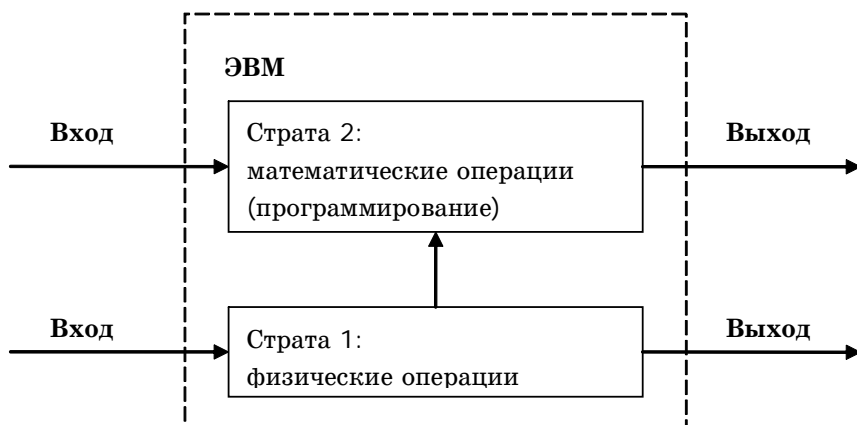 ЭВМ
Вход
Страта 2:
математические операции
(программирование)
Выход
Вход
Страта 1:
физические операции
Выход